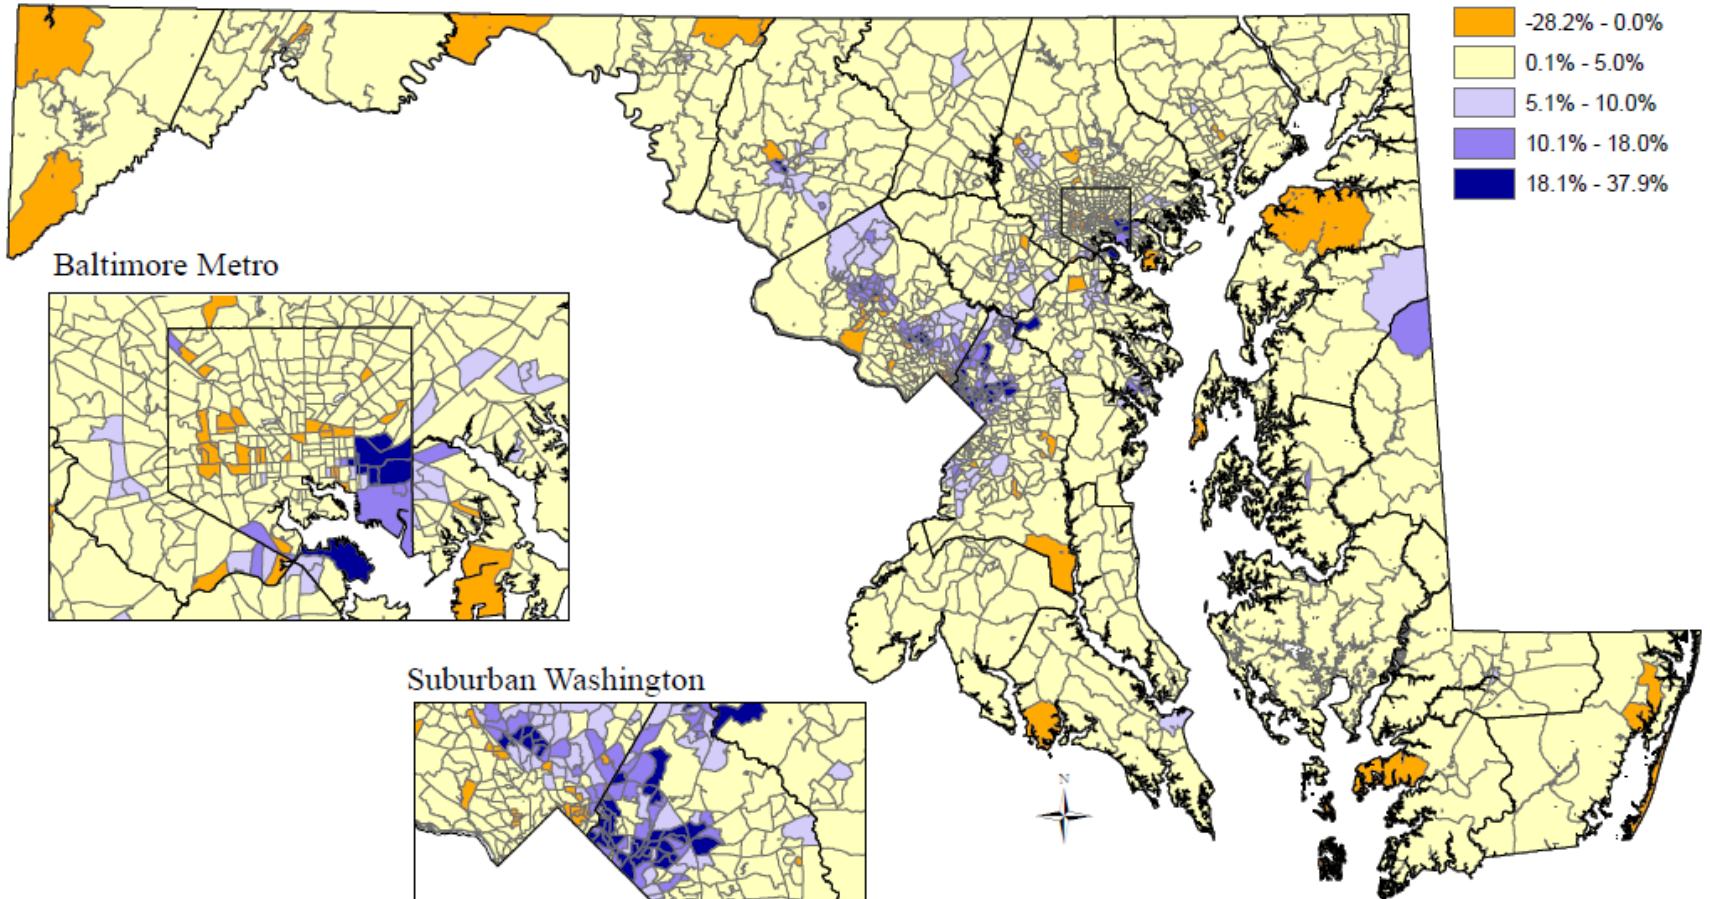 -28.2% - 0.0%
0.1% - 5.0%
5.1% - 10.0%
10.1% - 18.0%
18.1% - 37.9%
Baltimore Metro
Suburban Washington
N